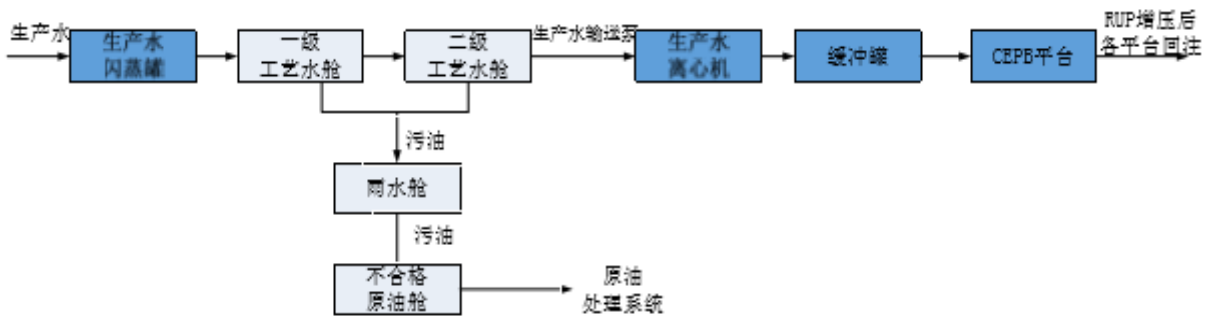 生产水
生产水
闪蒸罐
一级
工艺水舱
二级
工艺水舱
生产水输送泵
生产水
离心机
缓冲罐
CEPB平台
RUP增压后
各平台回注
污油
雨水舱
污油
不合格
原油舱
原油
处理系统